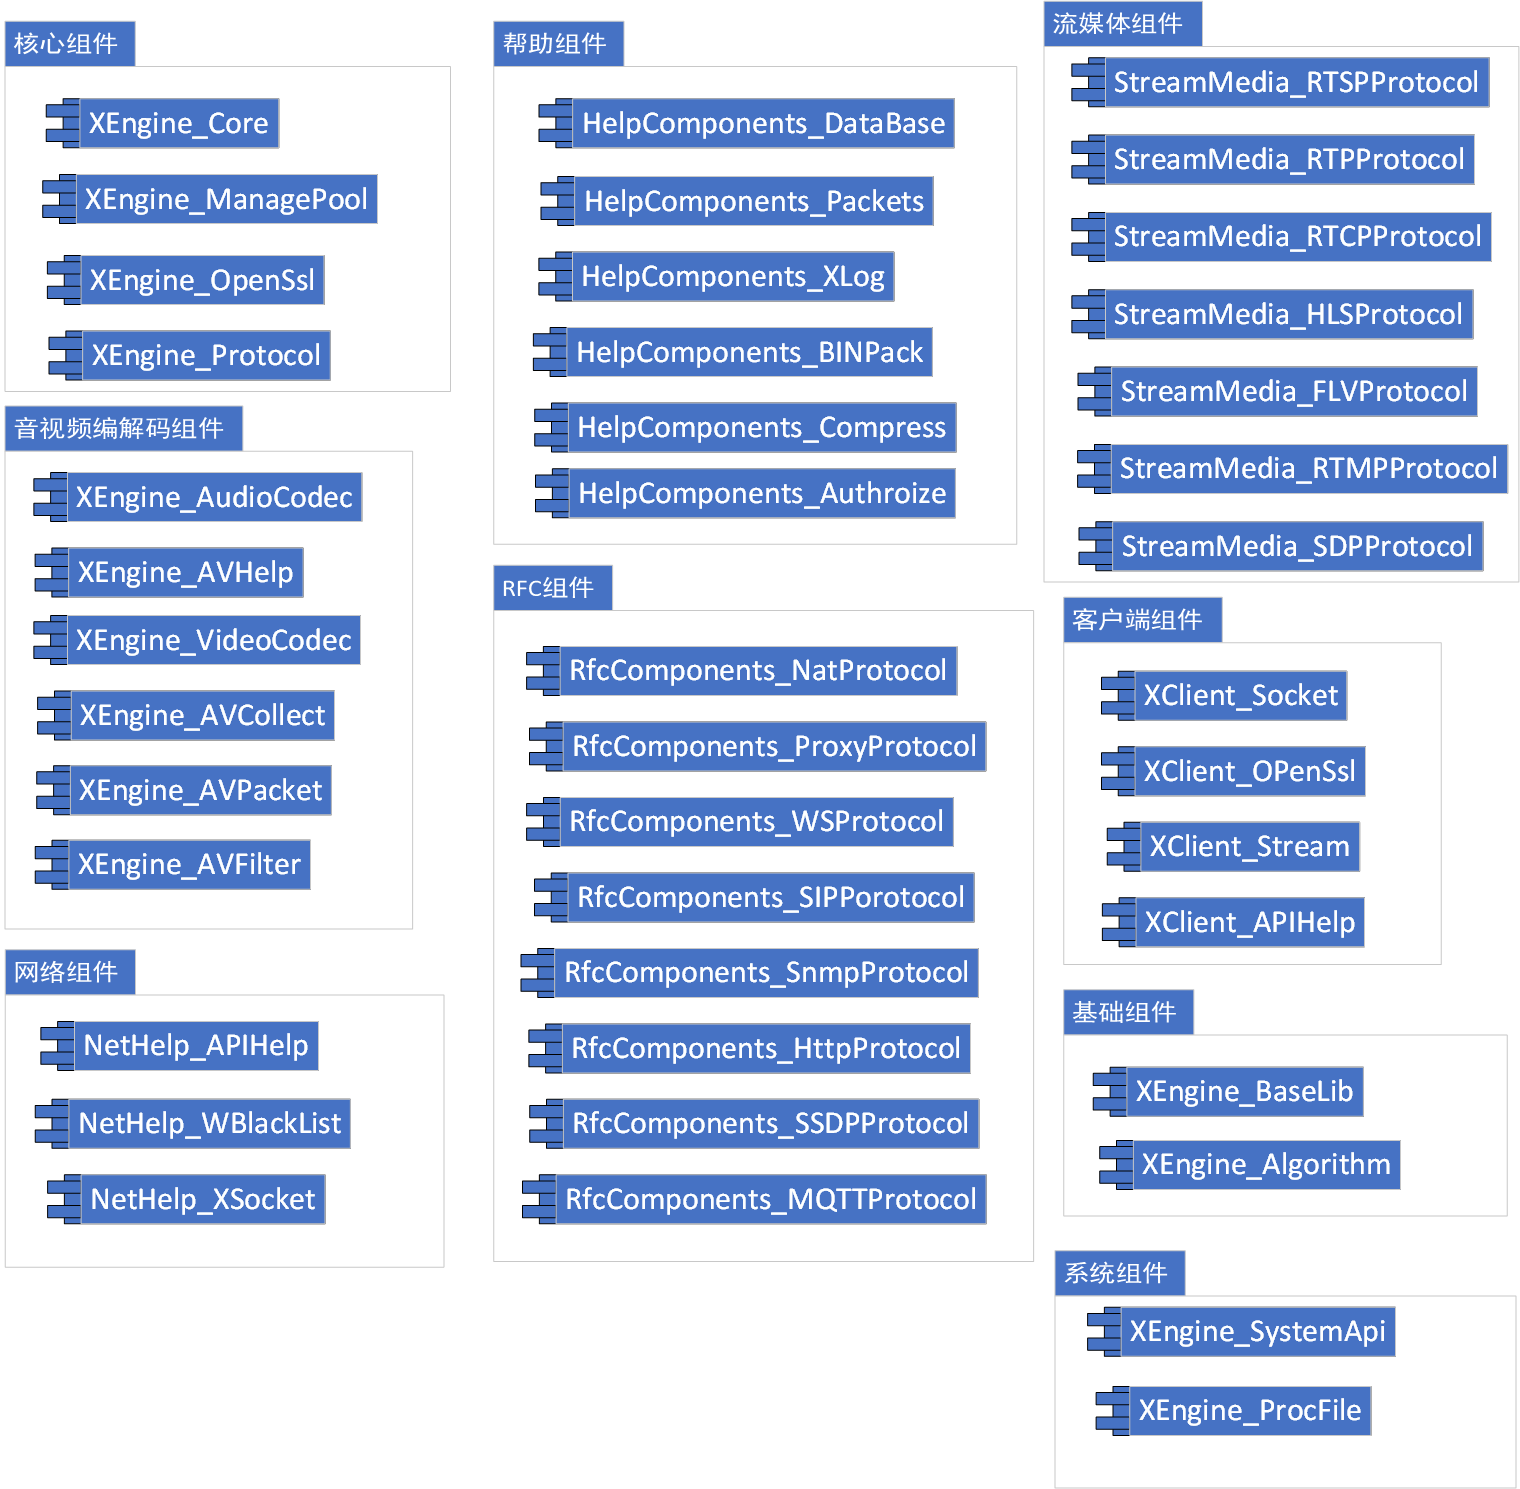 核心组件
XEngine_Core
XEngine_ManagePool
XEngine_OpenSsl
XEngine_Protocol
音视频编解码组件
XEngine_AudioCodec
XEngine_AVHelp
XEngine_VideoCodec
XEngine_AVCollect
XEngine_AVPacket
XEngine_AVFilter
网络组件
NetHelp_APIHelp
NetHelp_WBlackList
NetHelp_XSocket
帮助组件
HelpComponents_DataBase
HelpComponents_Packets
HelpComponents_XLog
HelpComponents_BINPack
HelpComponents_Compress
HelpComponents_Authroize
RFC组件
RfcComponents_NatProtocol
RfcComponents_ProxyProtocol
RfcComponents_WSProtocol
RfcComponents_SIPPorotocol
RfcComponents_SnmpProtocol
RfcComponents_HttpProtocol
RfcComponents_SSDPProtocol
RfcComponents_MQTTProtocol
流媒体组件
StreamMedia_RTSPProtocol
StreamMedia_RTPProtocol
StreamMedia_RTCPProtocol
StreamMedia_HLSProtocol
StreamMedia_FLVProtocol
StreamMedia_RTMPProtocol
StreamMedia_SDPProtocol
客户端组件
XClient_Socket
XClient_OPenSsl
XClient_Stream
XClient_APIHelp
基础组件
XEngine_BaseLib
XEngine_Algorithm
系统组件
XEngine_SystemApi
XEngine_ProcFile